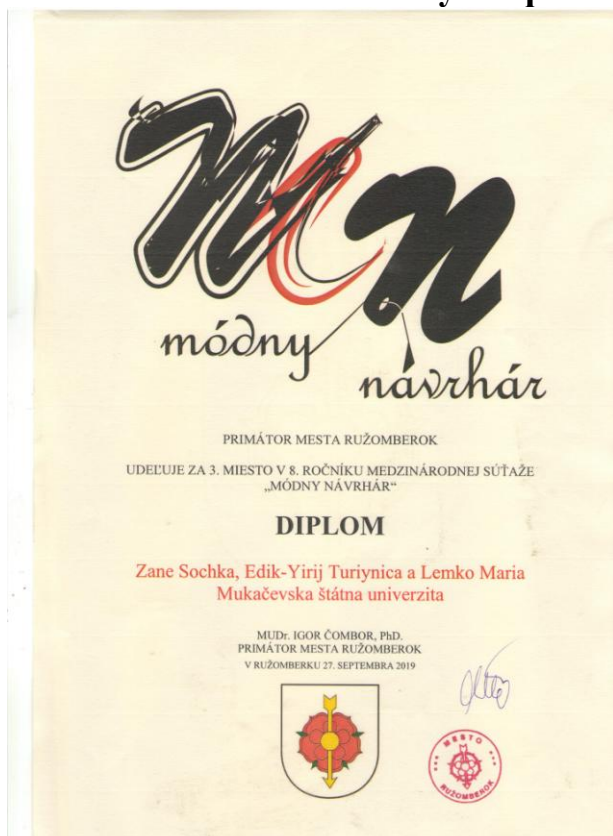 módny
návrhár
PRIMÁTOR MESTA RUŽOMBEROK
UDEĽUJE ZA 3. MIESTO V 8. ROČNÍKU MEDZINÁRODNEJ SÚŤAŽE
„MÓDNY NÁVRHÁR“
DIPLOM
Zane Sochka, Edik-Yirij Turiynica a Lemko Maria
Mukačevska štátna univerzita
MUDr. IGOR ČOMBOR, PhD.
PRIMÁTOR MESTA RUŽOMBEROK
V RUŽOMBERKU 27. SEPTEMBRA 2019
MESTO
RUŽOMBEROK